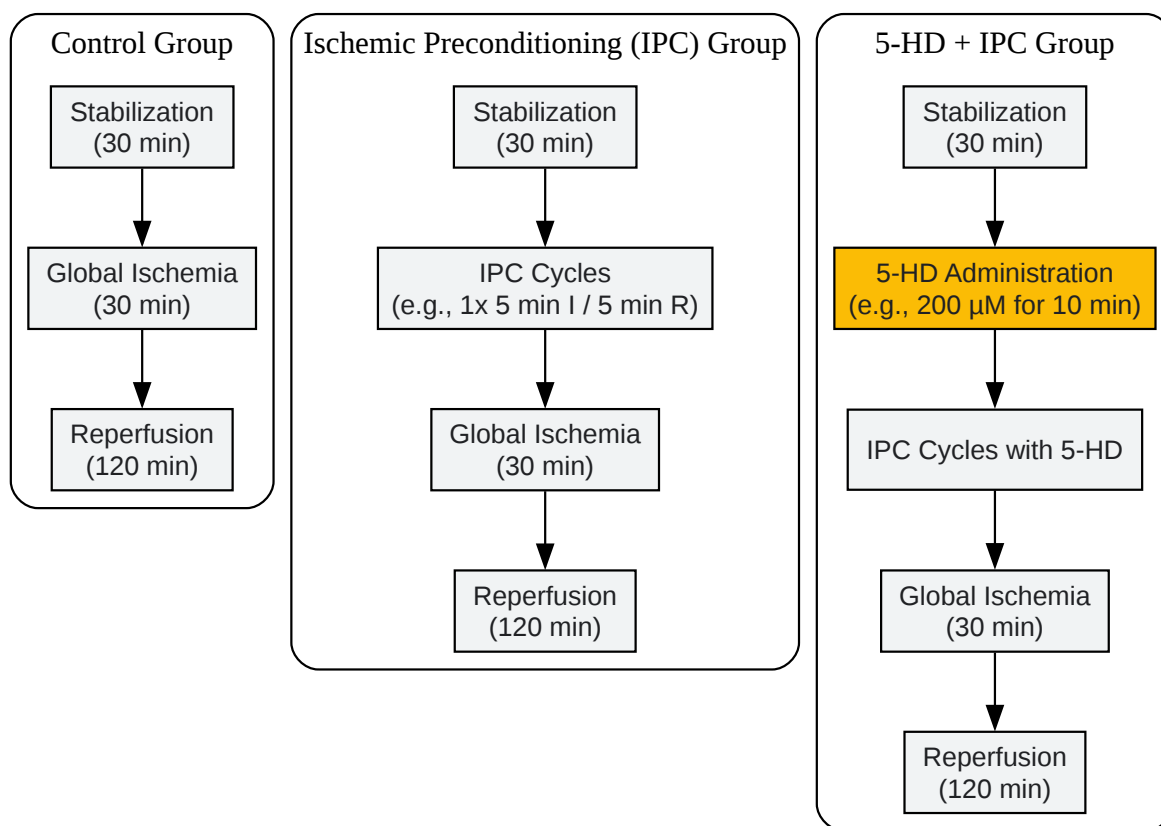 Control Group
Stabilization
(30 min)
Global Ischemia
(30 min)
Reperfusion
(120 min)
Ischemic Preconditioning (IPC) Group
Stabilization
(30 min)
IPC Cycles
(e.g., 1x 5 min I / 5 min R)
Global Ischemia
(30 min)
Reperfusion
(120 min)
5-HD + IPC Group
Stabilization
(30 min)
5-HD Administration
(e.g., 200 µM for 10 min)
IPC Cycles with 5-HD
Global Ischemia
(30 min)
Reperfusion
(120 min)